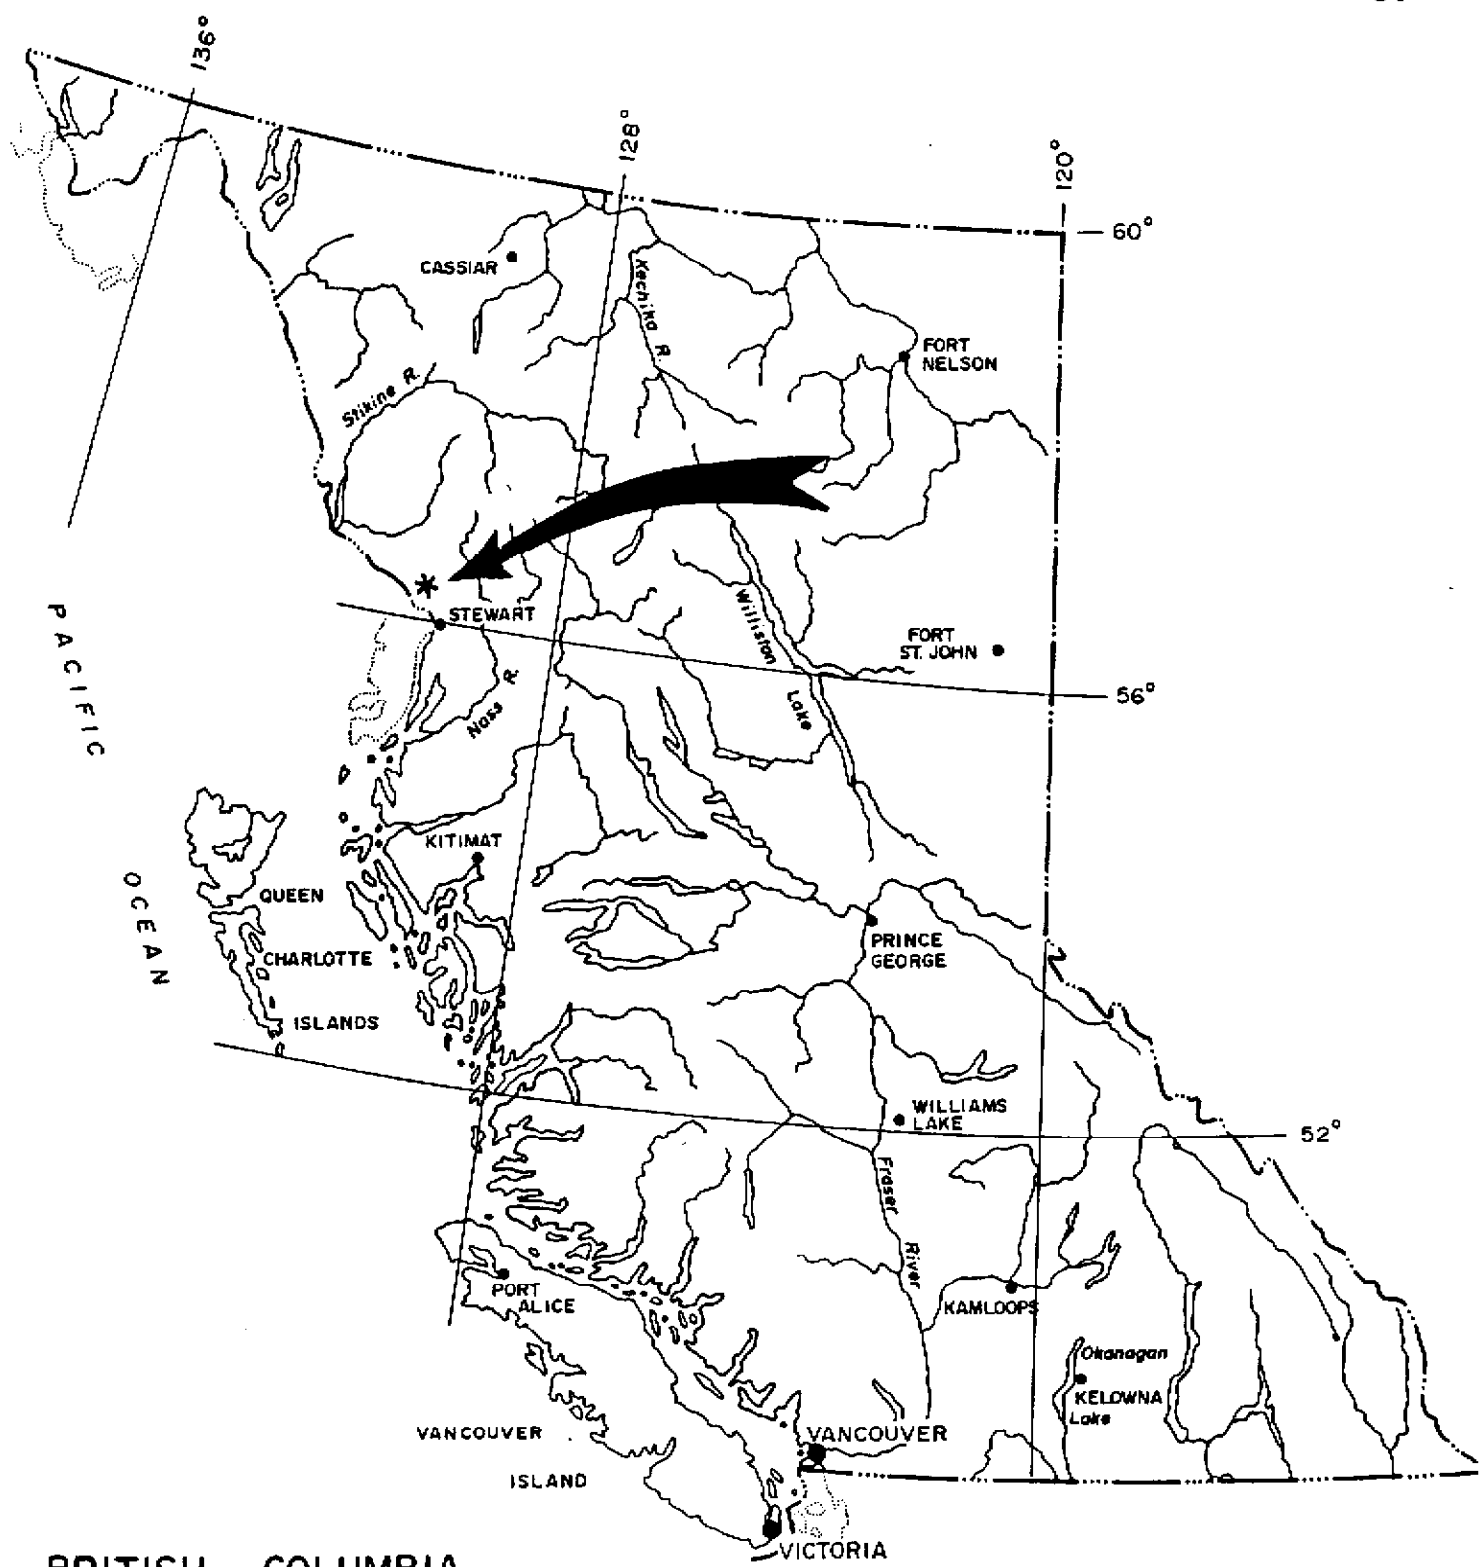 136°
128°
120°
60°
CASSIAR
Kechika R.
FORT
NELSON
Stikine R.
STEWART
Williston
Lake
FORT
ST. JOHN
56°
Nass R.
PACIFIC
OCEAN
KITIMAT
QUEEN
CHARLOTTE
ISLANDS
PRINCE
GEORGE
WILLIAMS
LAKE
52°
Fraser
River
PORT
ALICE
KAMLOOPS
Okanagan
KELOWNA
Lake
VANCOUVER
ISLAND
VANCOUVER
VICTORIA
BRITISH COLUMBIA